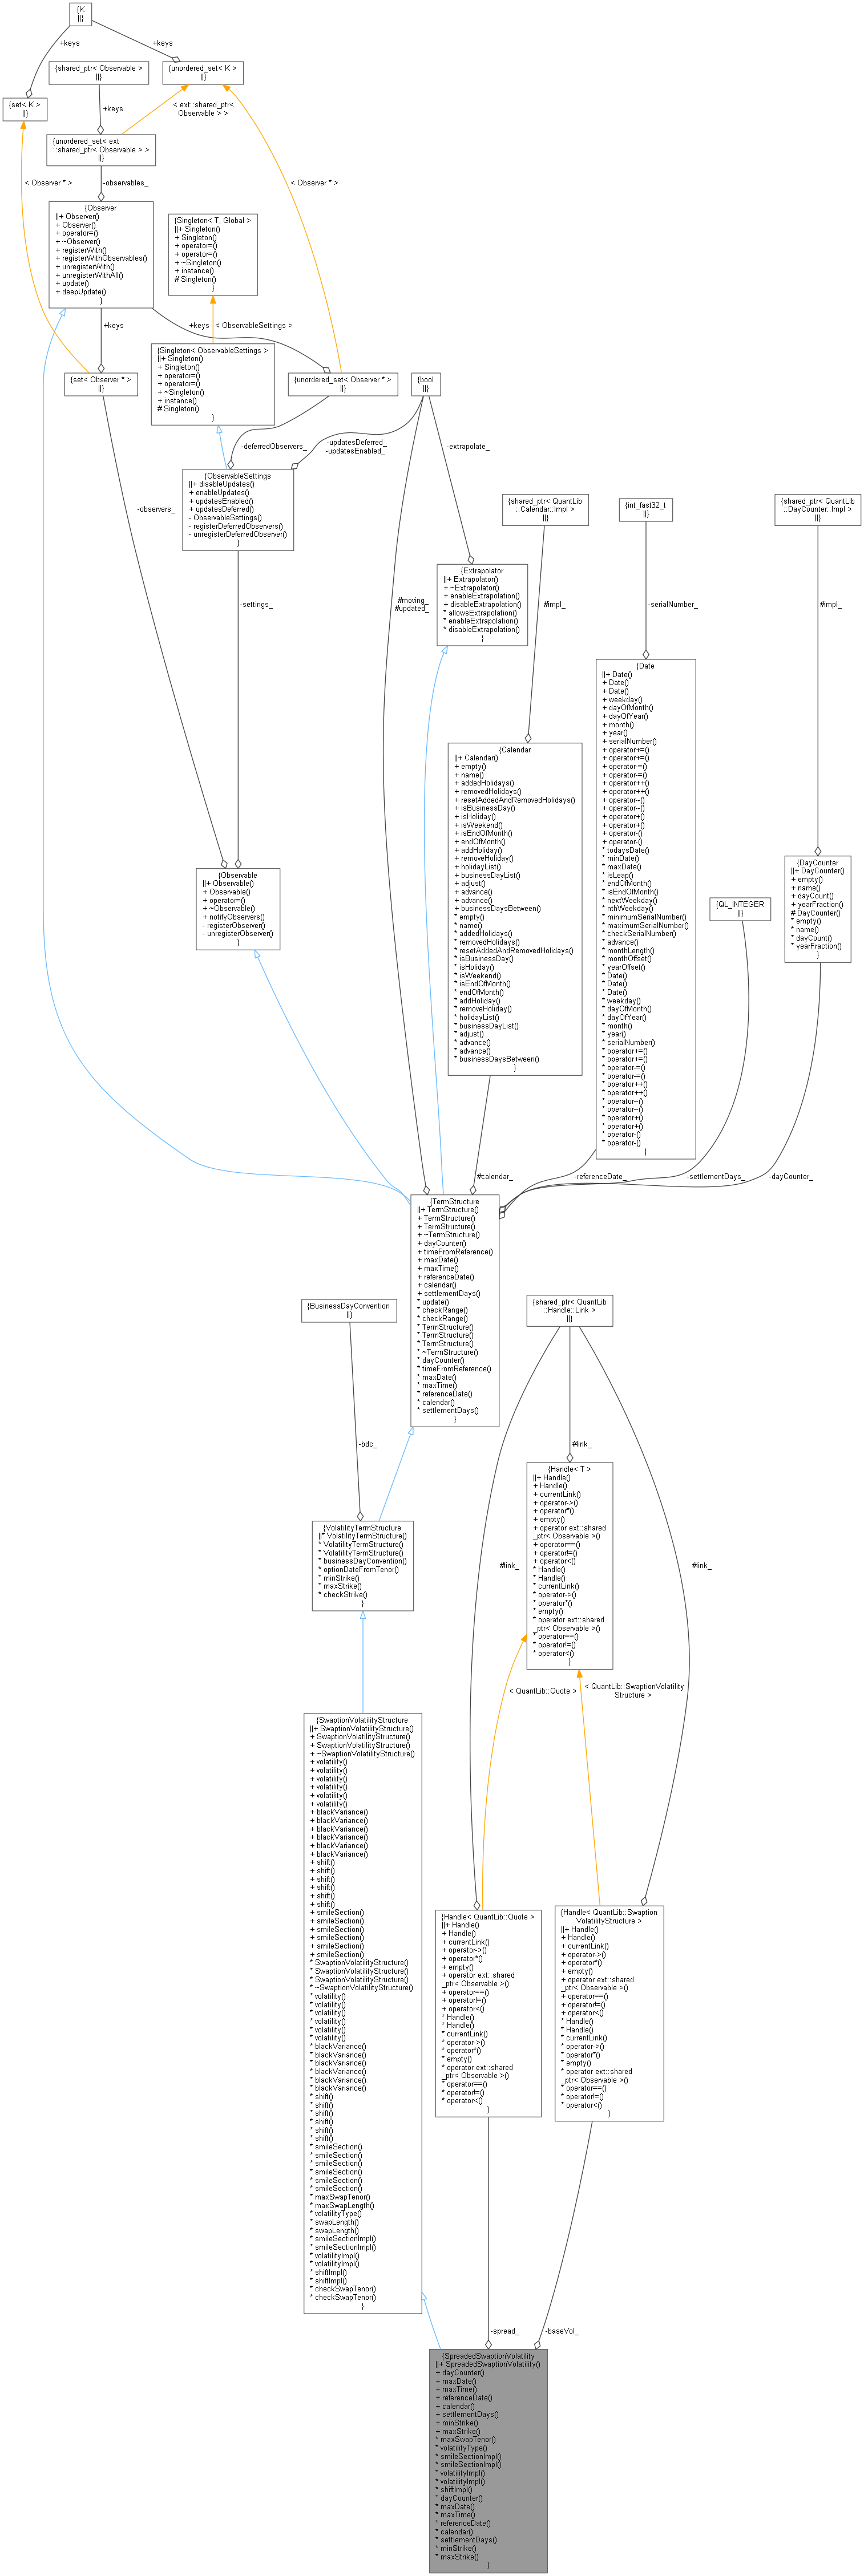 {K
||}
+keys
+keys
{shared_ptr< Observable >
||}
{unordered_set< K >
||}
{set< K >
||}
+keys
< ext::shared_ptr<
Observable > >
{unordered_set< ext
::shared_ptr< Observable > >
||}
< Observer * >
-observables_
< Observer * >
{Observer
||+ Observer()
+ Observer()
+ operator=()
+ ~Observer()
+ registerWith()
+ registerWithObservables()
+ unregisterWith()
+ unregisterWithAll()
+ update()
+ deepUpdate()
}
{Singleton< T, Global >
||+ Singleton()
+ Singleton()
+ operator=()
+ operator=()
+ ~Singleton()
+ instance()
# Singleton()
}
+keys
+keys
< ObservableSettings >
{Singleton< ObservableSettings >
||+ Singleton()
+ Singleton()
+ operator=()
+ operator=()
+ ~Singleton()
+ instance()
# Singleton()
}
{set< Observer * >
||}
{unordered_set< Observer * >
||}
{bool
||}
-deferredObservers_
-updatesDeferred_
-updatesEnabled_
-extrapolate_
{ObservableSettings
||+ disableUpdates()
+ enableUpdates()
+ updatesEnabled()
+ updatesDeferred()
- ObservableSettings()
- registerDeferredObservers()
- unregisterDeferredObserver()
}
-observers_
{shared_ptr< QuantLib
::Calendar::Impl >
||}
{int_fast32_t
||}
{shared_ptr< QuantLib
::DayCounter::Impl >
||}
{Extrapolator
||+ Extrapolator()
+ ~Extrapolator()
+ enableExtrapolation()
+ disableExtrapolation()
* allowsExtrapolation()
* enableExtrapolation()
* disableExtrapolation()
}
-settings_
#moving_
#updated_
#impl_
-serialNumber_
#impl_
{Date
||+ Date()
+ Date()
+ Date()
+ weekday()
+ dayOfMonth()
+ dayOfYear()
+ month()
+ year()
+ serialNumber()
+ operator+=()
+ operator+=()
+ operator-=()
+ operator-=()
+ operator++()
+ operator++()
+ operator--()
+ operator--()
+ operator+()
+ operator+()
+ operator-()
+ operator-()
* todaysDate()
* minDate()
* maxDate()
* isLeap()
* endOfMonth()
* isEndOfMonth()
* nextWeekday()
* nthWeekday()
* minimumSerialNumber()
* maximumSerialNumber()
* checkSerialNumber()
* advance()
* monthLength()
* monthOffset()
* yearOffset()
* Date()
* Date()
* Date()
* weekday()
* dayOfMonth()
* dayOfYear()
* month()
* year()
* serialNumber()
* operator+=()
* operator+=()
* operator-=()
* operator-=()
* operator++()
* operator++()
* operator--()
* operator--()
* operator+()
* operator+()
* operator-()
* operator-()
}
{Calendar
||+ Calendar()
+ empty()
+ name()
+ addedHolidays()
+ removedHolidays()
+ resetAddedAndRemovedHolidays()
+ isBusinessDay()
+ isHoliday()
+ isWeekend()
+ isEndOfMonth()
+ endOfMonth()
+ addHoliday()
+ removeHoliday()
+ holidayList()
+ businessDayList()
+ adjust()
+ advance()
+ advance()
+ businessDaysBetween()
* empty()
* name()
* addedHolidays()
* removedHolidays()
* resetAddedAndRemovedHolidays()
* isBusinessDay()
* isHoliday()
* isWeekend()
* isEndOfMonth()
* endOfMonth()
* addHoliday()
* removeHoliday()
* holidayList()
* businessDayList()
* adjust()
* advance()
* advance()
* businessDaysBetween()
}
{Observable
||+ Observable()
+ Observable()
+ operator=()
+ ~Observable()
+ notifyObservers()
- registerObserver()
- unregisterObserver()
}
{QL_INTEGER
||}
{DayCounter
||+ DayCounter()
+ empty()
+ name()
+ dayCount()
+ yearFraction()
# DayCounter()
* empty()
* name()
* dayCount()
* yearFraction()
}
#calendar_
-referenceDate_
-settlementDays_
-dayCounter_
{TermStructure
||+ TermStructure()
+ TermStructure()
+ TermStructure()
+ ~TermStructure()
+ dayCounter()
+ timeFromReference()
+ maxDate()
+ maxTime()
+ referenceDate()
+ calendar()
+ settlementDays()
* update()
* checkRange()
* checkRange()
* TermStructure()
* TermStructure()
* TermStructure()
* ~TermStructure()
* dayCounter()
* timeFromReference()
* maxDate()
* maxTime()
* referenceDate()
* calendar()
* settlementDays()
}
{BusinessDayConvention
||}
{shared_ptr< QuantLib
::Handle::Link >
||}
-bdc_
#link_
{Handle< T >
||+ Handle()
+ Handle()
+ currentLink()
+ operator->()
+ operator*()
+ empty()
+ operator ext::shared
_ptr< Observable >()
+ operator==()
+ operator!=()
+ operator<()
* Handle()
* Handle()
* currentLink()
* operator->()
* operator*()
* empty()
* operator ext::shared
_ptr< Observable >()
* operator==()
* operator!=()
* operator<()
}
{VolatilityTermStructure
||* VolatilityTermStructure()
* VolatilityTermStructure()
* VolatilityTermStructure()
* businessDayConvention()
* optionDateFromTenor()
* minStrike()
* maxStrike()
* checkStrike()
}
#link_
#link_
< QuantLib::Quote >
< QuantLib::SwaptionVolatility
Structure >
{SwaptionVolatilityStructure
||+ SwaptionVolatilityStructure()
+ SwaptionVolatilityStructure()
+ SwaptionVolatilityStructure()
+ ~SwaptionVolatilityStructure()
+ volatility()
+ volatility()
+ volatility()
+ volatility()
+ volatility()
+ volatility()
+ blackVariance()
+ blackVariance()
+ blackVariance()
+ blackVariance()
+ blackVariance()
+ blackVariance()
+ shift()
+ shift()
+ shift()
+ shift()
+ shift()
+ shift()
+ smileSection()
+ smileSection()
+ smileSection()
+ smileSection()
+ smileSection()
+ smileSection()
* SwaptionVolatilityStructure()
* SwaptionVolatilityStructure()
* SwaptionVolatilityStructure()
* ~SwaptionVolatilityStructure()
* volatility()
* volatility()
* volatility()
* volatility()
* volatility()
* volatility()
* blackVariance()
* blackVariance()
* blackVariance()
* blackVariance()
* blackVariance()
* blackVariance()
* shift()
* shift()
* shift()
* shift()
* shift()
* shift()
* smileSection()
* smileSection()
* smileSection()
* smileSection()
* smileSection()
* smileSection()
* maxSwapTenor()
* maxSwapLength()
* volatilityType()
* swapLength()
* swapLength()
* smileSectionImpl()
* smileSectionImpl()
* volatilityImpl()
* volatilityImpl()
* shiftImpl()
* shiftImpl()
* checkSwapTenor()
* checkSwapTenor()
}
{Handle< QuantLib::Quote >
||+ Handle()
+ Handle()
+ currentLink()
+ operator->()
+ operator*()
+ empty()
+ operator ext::shared
_ptr< Observable >()
+ operator==()
+ operator!=()
+ operator<()
* Handle()
* Handle()
* currentLink()
* operator->()
* operator*()
* empty()
* operator ext::shared
_ptr< Observable >()
* operator==()
* operator!=()
* operator<()
}
{Handle< QuantLib::Swaption
VolatilityStructure >
||+ Handle()
+ Handle()
+ currentLink()
+ operator->()
+ operator*()
+ empty()
+ operator ext::shared
_ptr< Observable >()
+ operator==()
+ operator!=()
+ operator<()
* Handle()
* Handle()
* currentLink()
* operator->()
* operator*()
* empty()
* operator ext::shared
_ptr< Observable >()
* operator==()
* operator!=()
* operator<()
}
-spread_
-baseVol_
{SpreadedSwaptionVolatility
||+ SpreadedSwaptionVolatility()
+ dayCounter()
+ maxDate()
+ maxTime()
+ referenceDate()
+ calendar()
+ settlementDays()
+ minStrike()
+ maxStrike()
* maxSwapTenor()
* volatilityType()
* smileSectionImpl()
* smileSectionImpl()
* volatilityImpl()
* volatilityImpl()
* shiftImpl()
* dayCounter()
* maxDate()
* maxTime()
* referenceDate()
* calendar()
* settlementDays()
* minStrike()
* maxStrike()
}